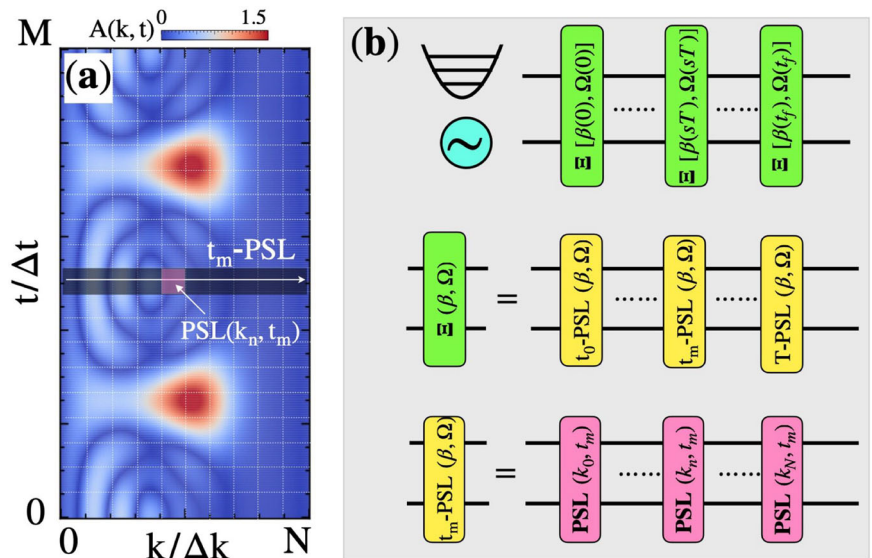 M
A(k, t)
0
1.5
(a)
t/Δt
t_m-PSL
PSL(k_n, t_m)
0
0
k/Δk
N
(b)
Ξ [β(0), Ω(0)]
......
Ξ [β(sT), Ω(sT)]
......
Ξ [β(t_f), Ω(t_f)]
~
Ξ (β, Ω)
=
t_0-PSL (β, Ω)
......
t_m-PSL (β, Ω)
......
T-PSL (β, Ω)
t_m-PSL (β, Ω)
=
PSL (k_0, t_m)
......
PSL (k_n, t_m)
......
PSL (k_N, t_m)